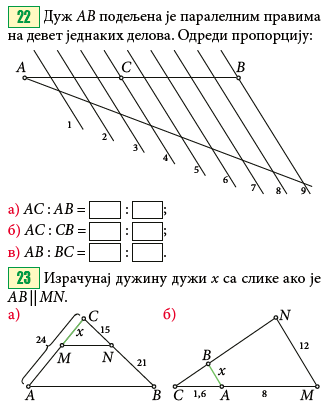 22 Дуж AB подељена је паралелним правима
на девет једнаких делова. Одреди пропорцију:
A C B
1 2 3 4 5 6 7 8 9
а) AC : AB = : ;
б) AC : CB = : ;
в) AB : BC = : .
23 Израчунај дужину дужи x са слике ако је
AB || MN.
а) C 24 x 15 M N 21 A B
б) N B 12 x C 1,6 A 8 M